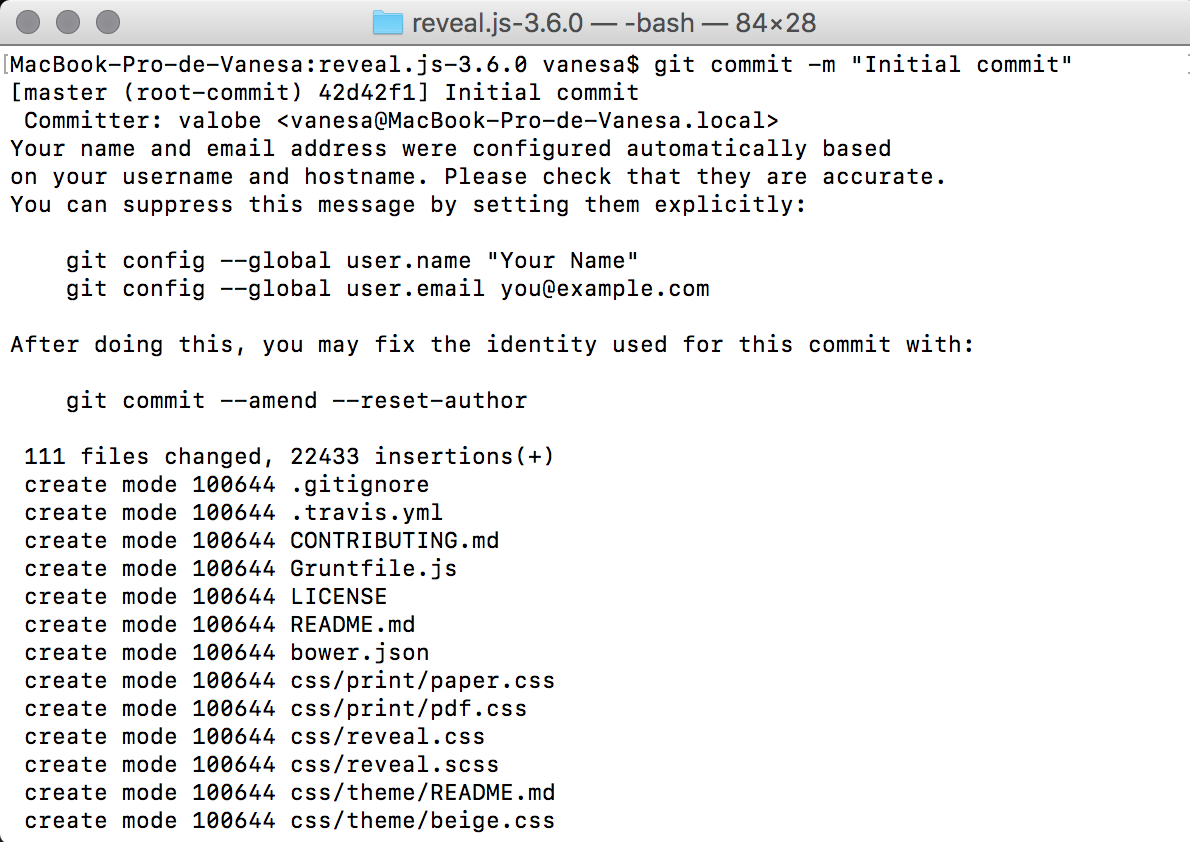 reveal.js-3.6.0 — -bash — 84×28
[MacBook-Pro-de-Vanesa:reveal.js-3.6.0 vanesa$ git commit -m "Initial commit"
[master (root-commit) 42d42f1] Initial commit
 Committer: valobe <vanesa@MacBook-Pro-de-Vanesa.local>
Your name and email address were configured automatically based
on your username and hostname. Please check that they are accurate.
You can suppress this message by setting them explicitly:

    git config --global user.name "Your Name"
    git config --global user.email you@example.com

After doing this, you may fix the identity used for this commit with:

    git commit --amend --reset-author

 111 files changed, 22433 insertions(+)
 create mode 100644 .gitignore
 create mode 100644 .travis.yml
 create mode 100644 CONTRIBUTING.md
 create mode 100644 Gruntfile.js
 create mode 100644 LICENSE
 create mode 100644 README.md
 create mode 100644 bower.json
 create mode 100644 css/print/paper.css
 create mode 100644 css/print/pdf.css
 create mode 100644 css/reveal.css
 create mode 100644 css/reveal.scss
 create mode 100644 css/theme/README.md
 create mode 100644 css/theme/beige.css